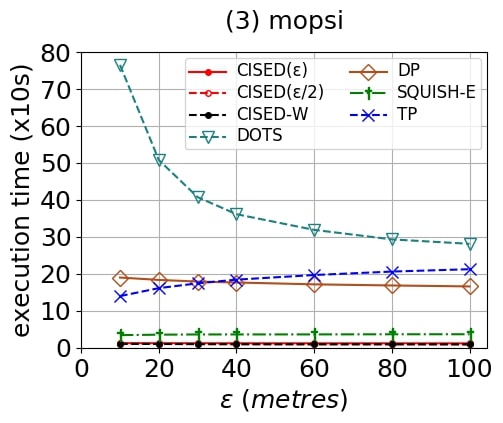 (3) mopsi
execution time (x10s)
80
70
60
50
40
30
20
10
0
CISED(ε)
CISED(ε/2)
CISED-W
DOTS
DP
SQUISH-E
TP
0 20 40 60 80 100
ε (metres)